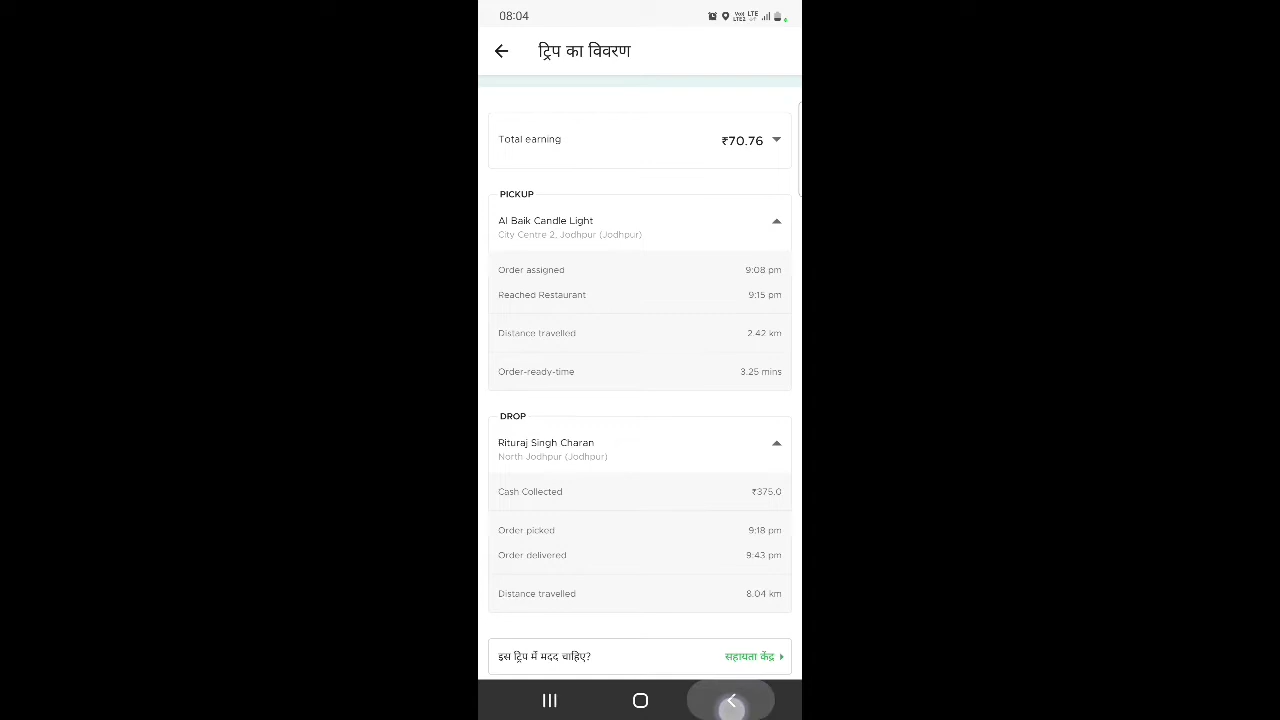 08:04
ट्रिप का विवरण
Total earning ₹70.76
PICKUP
Al Baik Candle Light
City Centre 2, Jodhpur (Jodhpur)
Order assigned 9:08 pm
Reached Restaurant 9:15 pm
Distance travelled 2.42 km
Order-ready-time 3.25 mins
DROP
Rituraj Singh Charan
North Jodhpur (Jodhpur)
Cash Collected ₹375.0
Order picked 9:18 pm
Order delivered 9:43 pm
Distance travelled 8.04 km
इस ट्रिप में मदद चाहिए? सहायता केंद्र